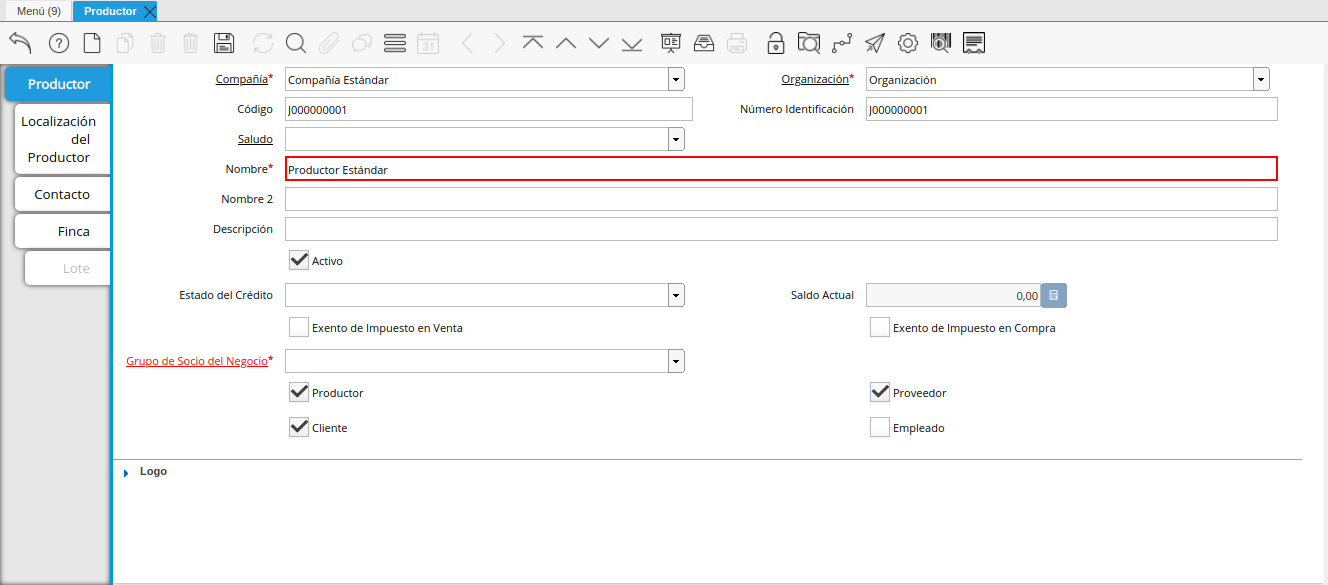 Menú (9) Productor
31
Productor
Localización del Productor
Contacto
Finca
Lote
Compañía* Compañía Estándar Organización* Organización
Código J000000001 Número Identificación J000000001
Saludo
Nombre* Productor Estándar
Nombre 2
Descripción
Activo
Estado del Crédito Saldo Actual 0,00
Exento de Impuesto en Venta Exento de Impuesto en Compra
Grupo de Socio del Negocio*
Productor Proveedor
Cliente Empleado
Logo